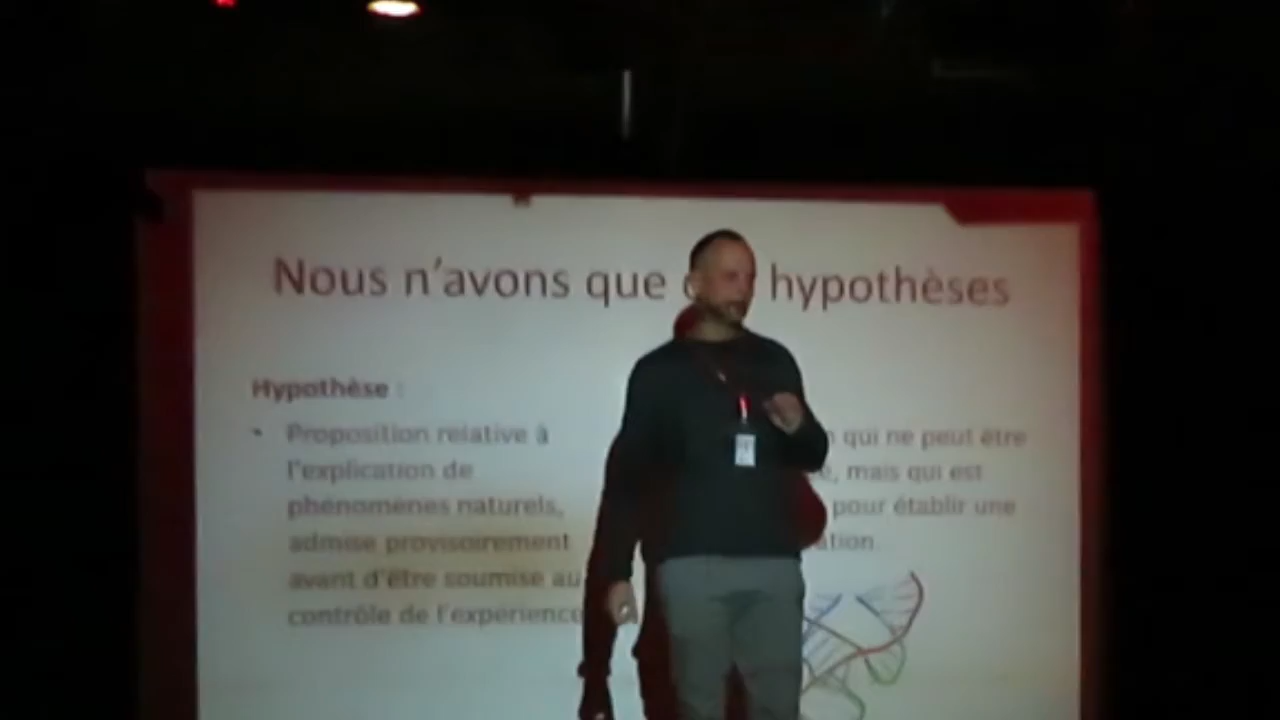 Nous n'avons que hypothèses
Hypothèse :
- Proposition relative à
l'explication de
phénomènes naturels,
admise provisoirement
avant d'être soumise au
contrôle de l'expérience
qui ne peut être
, mais qui est
pour établir une